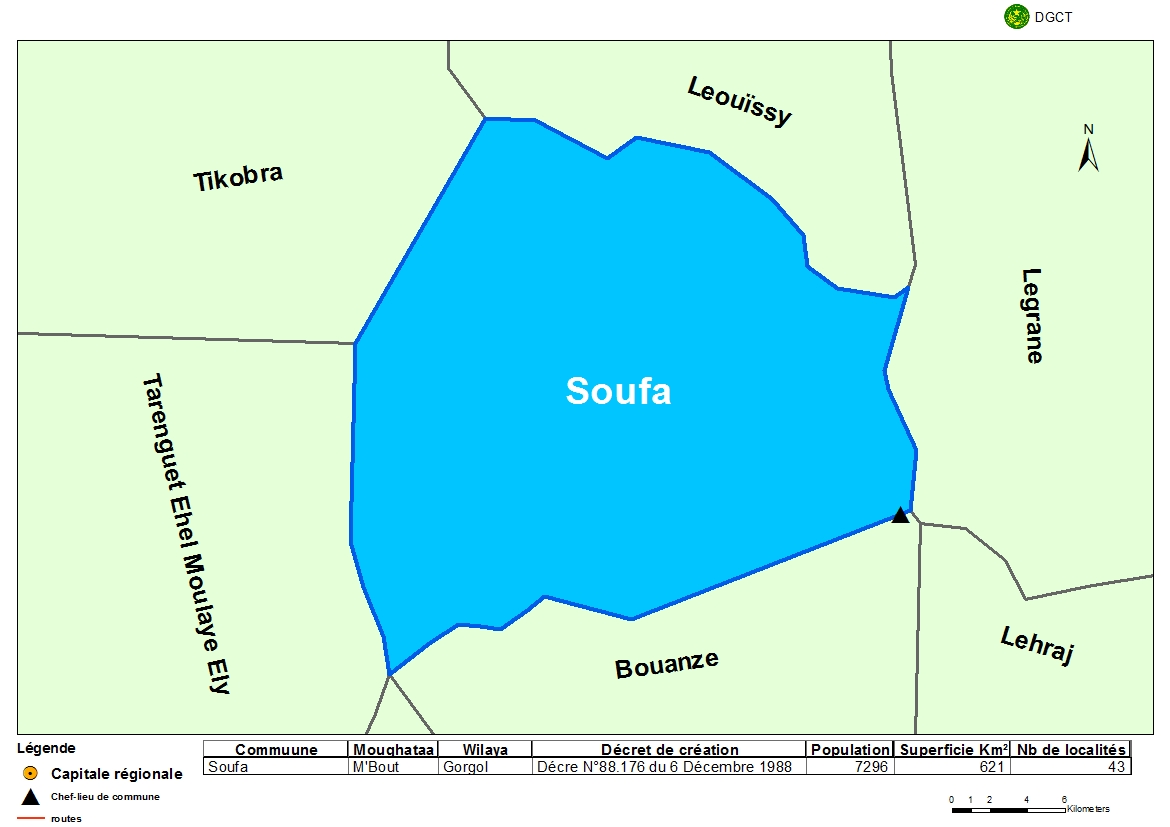 DGCT
Leouïssy
N
Tikobra
Legrane
Soufa
Tarenguet Ehel Moulaye Ely
Bouanze
Lehraj
Légende
Capitale régionale
Chef-lieu de commune
routes
Commuune Moughataa Wilaya Décret de création Population Superficie Km² Nb de localités
Soufa M'Bout Gorgol Décre N°88.176 du 6 Décembre 1988 7296 621 43
0 1 2 4 6
Kilometers